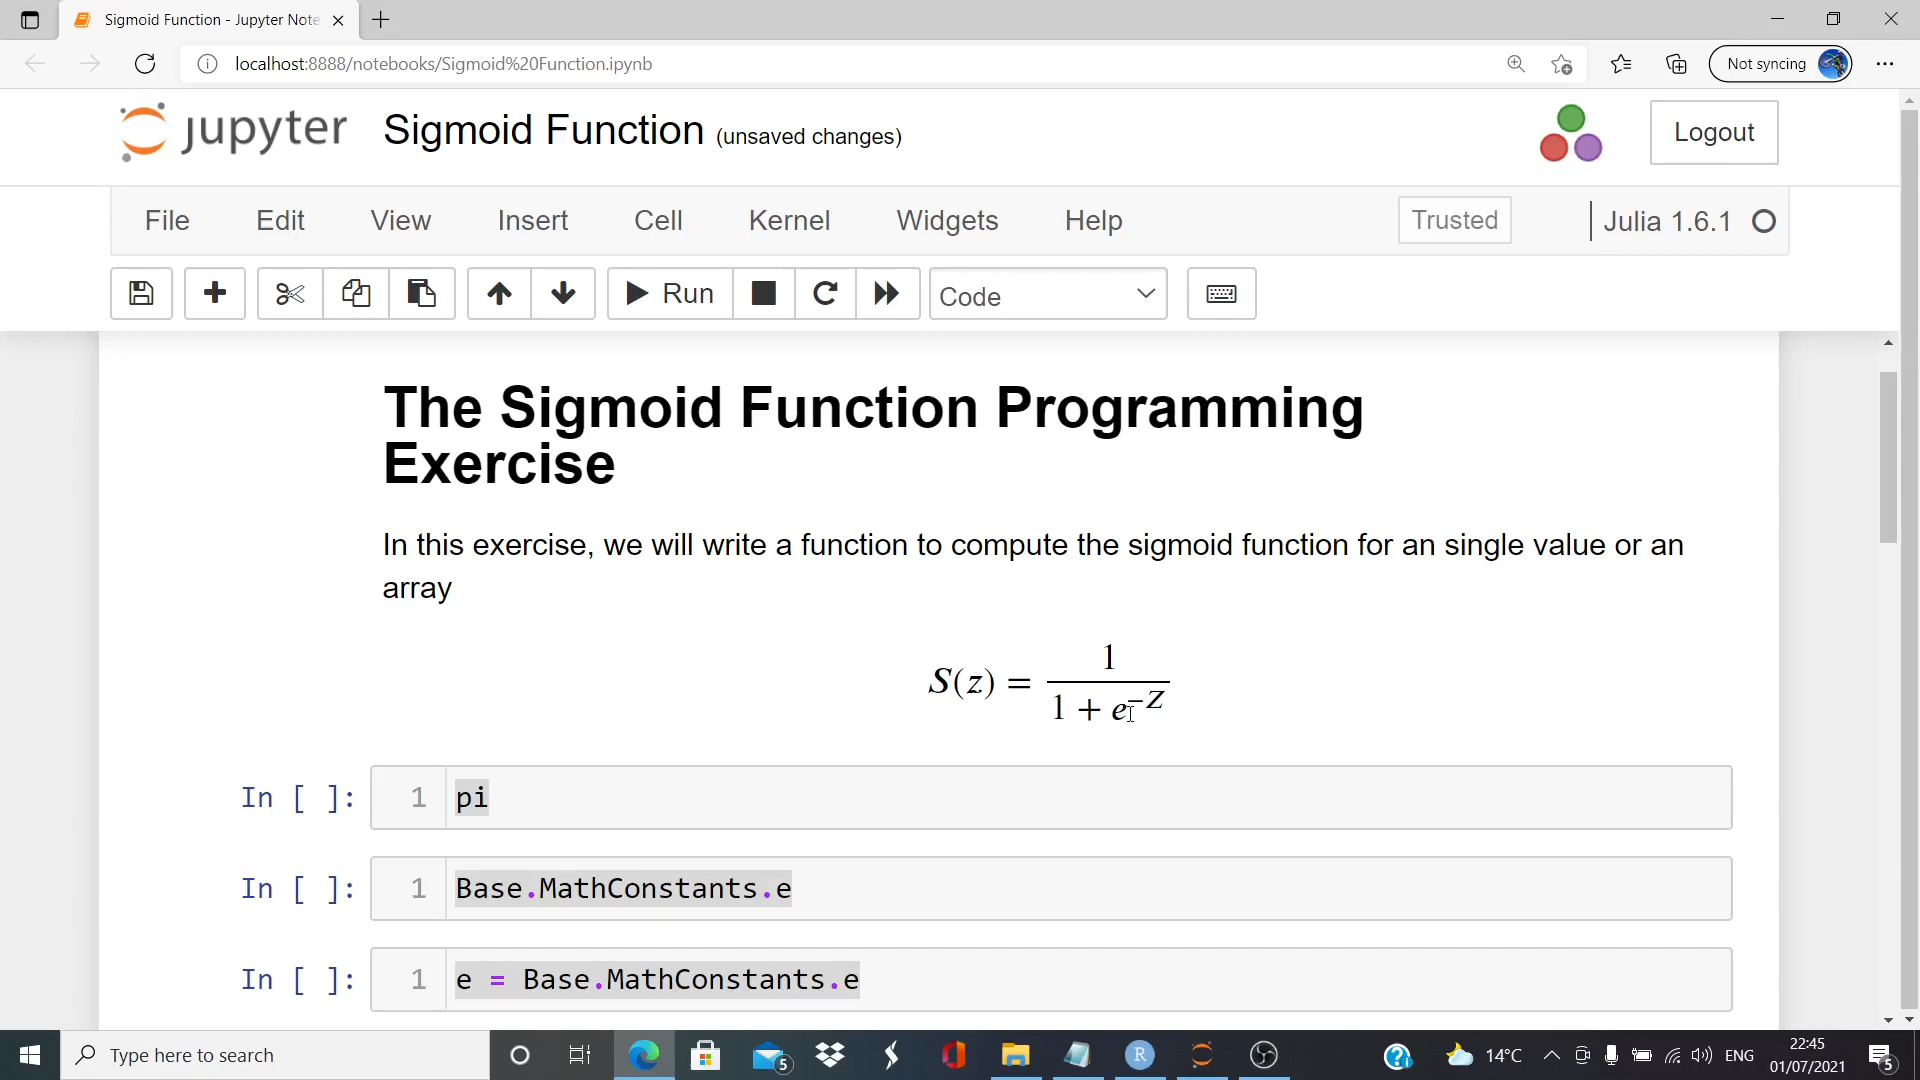 Sigmoid Function - Jupyter Note
localhost:8888/notebooks/Sigmoid%20Function.ipynb
Not syncing
jupyter Sigmoid Function (unsaved changes)
Logout
File Edit View Insert Cell Kernel Widgets Help
Trusted
Julia 1.6.1
Run
Code
The Sigmoid Function Programming
Exercise
In this exercise, we will write a function to compute the sigmoid function for an single value or an
array
S(z) = 1 / (1 + e^−z)
In [ ]: 1 pi
In [ ]: 1 Base.MathConstants.e
In [ ]: 1 e = Base.MathConstants.e
Type here to search
5
R
14°C
ENG
22:45
01/07/2021
5